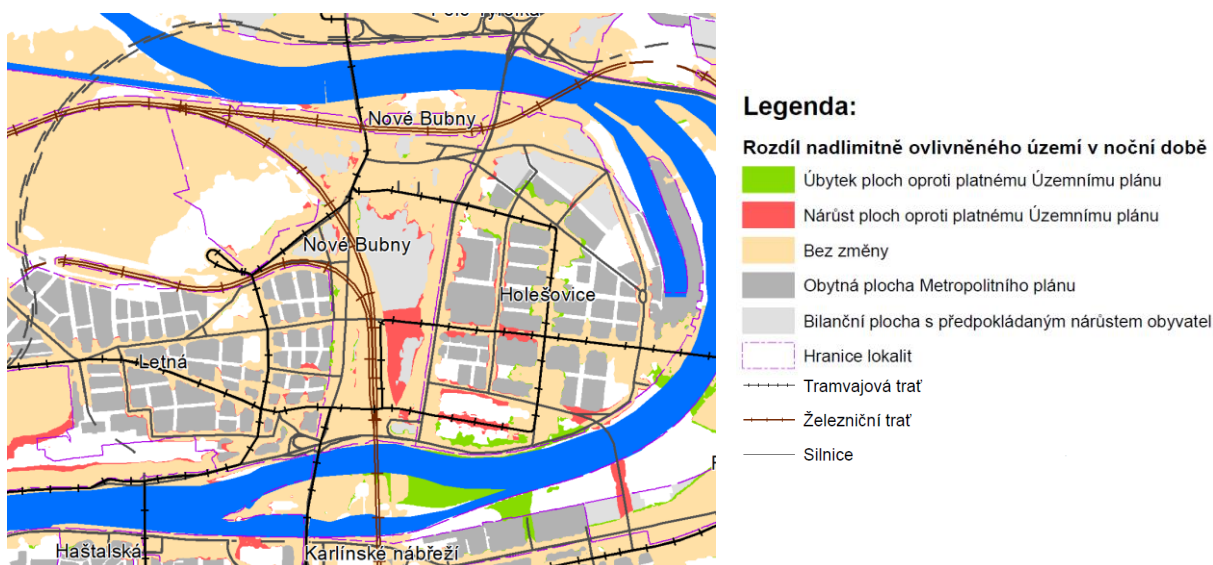 Nové Bubny
Nové Bubny
Holešovice
Letná
Haštalská
Karlínské nábřeží
Legenda:
Rozdíl nadlimitně ovlivněného území v noční době
Úbytek ploch oproti platnému Územnímu plánu
Nárůst ploch oproti platnému Územnímu plánu
Bez změny
Obytná plocha Metropolitního plánu
Bilanční plocha s předpokládaným nárůstem obyvatel
Hranice lokalit
Tramvajová trať
Železniční trať
Silnice